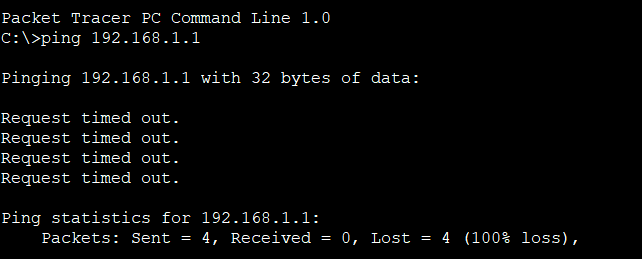 Packet Tracer PC Command Line 1.0
C:\>ping 192.168.1.1
Pinging 192.168.1.1 with 32 bytes of data:
Request timed out.
Request timed out.
Request timed out.
Request timed out.
Ping statistics for 192.168.1.1:
Packets: Sent = 4, Received = 0, Lost = 4 (100% loss),